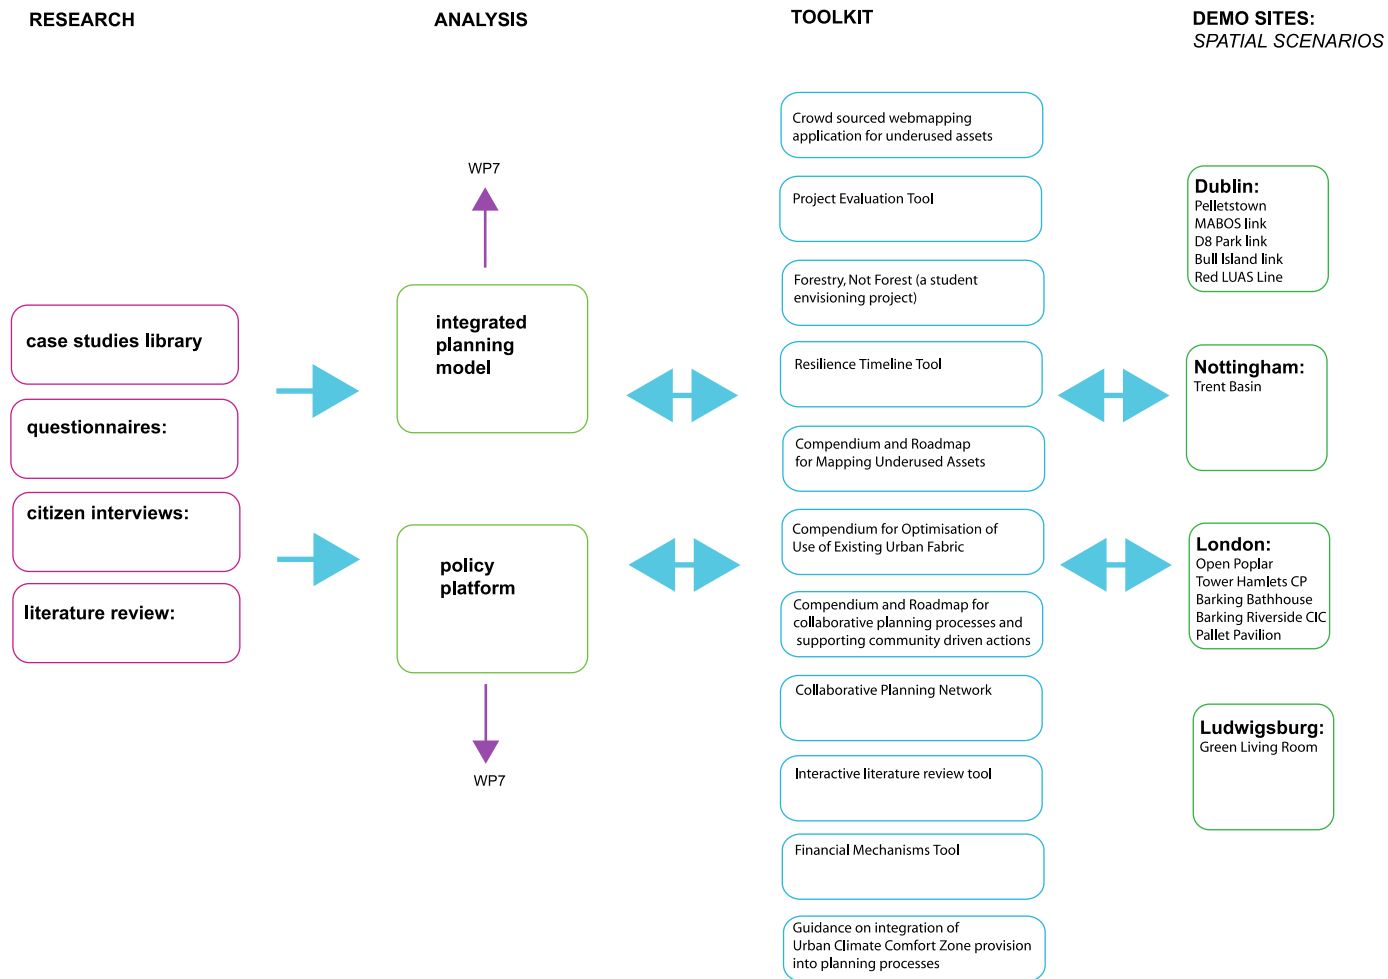 RESEARCH
ANALYSIS
TOOLKIT
DEMO SITES:
SPATIAL SCENARIOS
case studies library
questionnaires:
citizen interviews:
literature review:
WP7
integrated
planning
model
policy
platform
WP7
Crowd sourced webmapping
application for underused assets
Project Evaluation Tool
Forestry, Not Forest (a student
envisioning project)
Resilience Timeline Tool
Compendium and Roadmap
for Mapping Underused Assets
Compendium for Optimisation of
Use of Existing Urban Fabric
Compendium and Roadmap for
collaborative planning processes and
supporting community driven actions
Collaborative Planning Network
Interactive literature review tool
Financial Mechanisms Tool
Guidance on integration of
Urban Climate Comfort Zone provision
into planning processes
Dublin:
Pelletstown
MABOS link
D8 Park link
Bull Island link
Red LUAS Line
Nottingham:
Trent Basin
London:
Open Poplar
Tower Hamlets CP
Barking Bathhouse
Barking Riverside CIC
Pallet Pavilion
Ludwigsburg:
Green Living Room